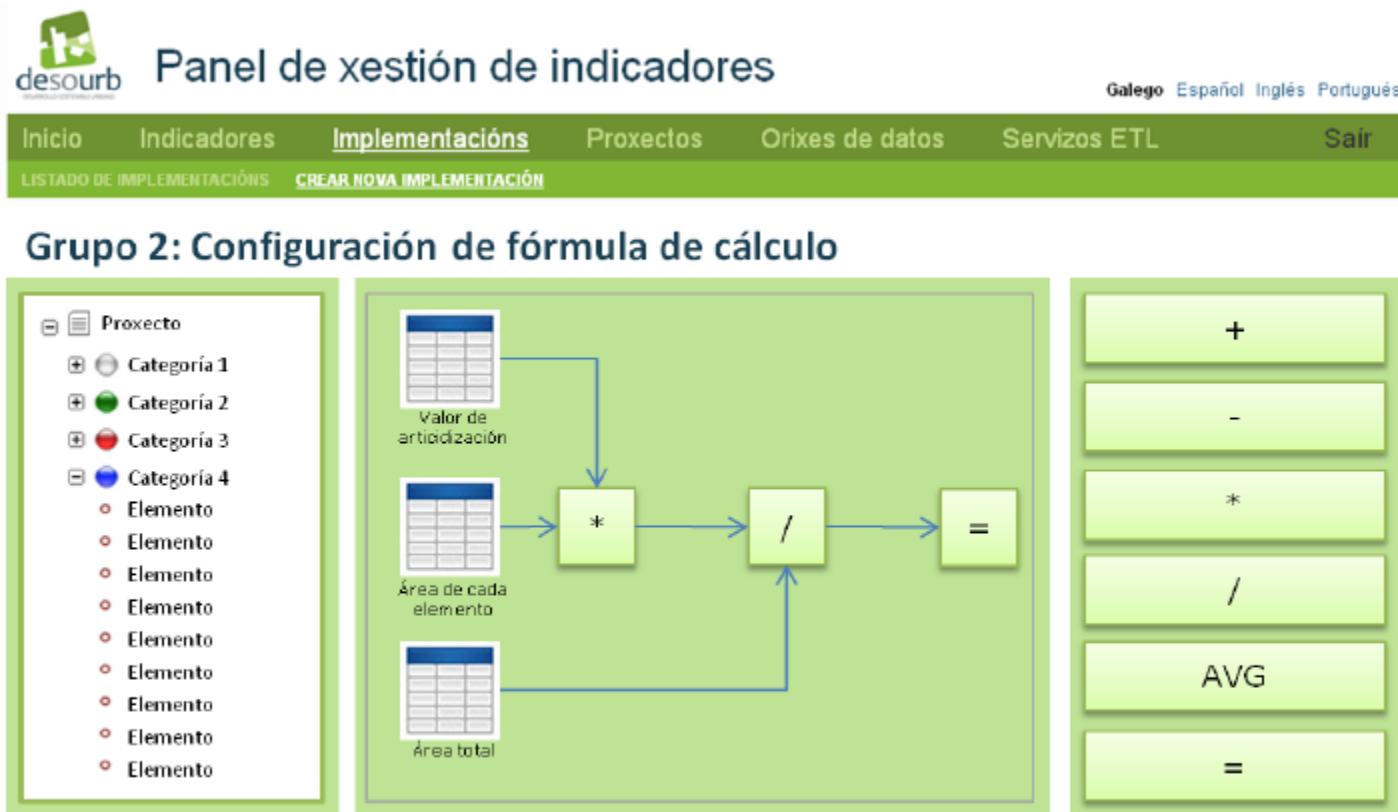 desourb
Panel de xestión de indicadores
Galego Español Inglés Portugués
Inicio Indicadores Implementacións Proxectos Orixes de datos Servizos ETL Saír
LISTADO DE IMPLEMENTACIÓNS CREAR NOVA IMPLEMENTACIÓN
Grupo 2: Configuración de fórmula de cálculo
Proxecto
Categoría 1
Categoría 2
Categoría 3
Categoría 4
Elemento
Elemento
Elemento
Elemento
Elemento
Elemento
Elemento
Elemento
Elemento
Valor de
articidización
Área de cada
elemento
Área total
*
/
=
+
-
*
/
AVG
=